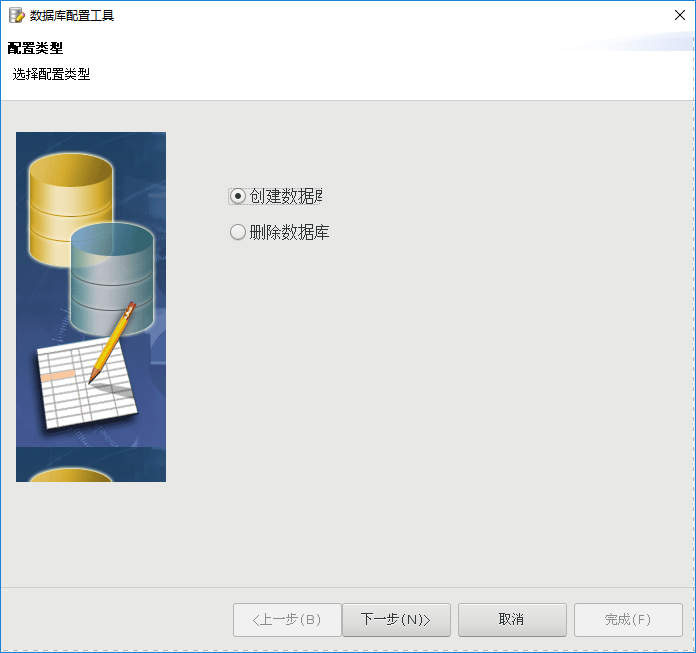 数据库配置工具
配置类型
选择配置类型
创建数据库
删除数据库
<上一步(B)
下一步(N)>
取消
完成(F)